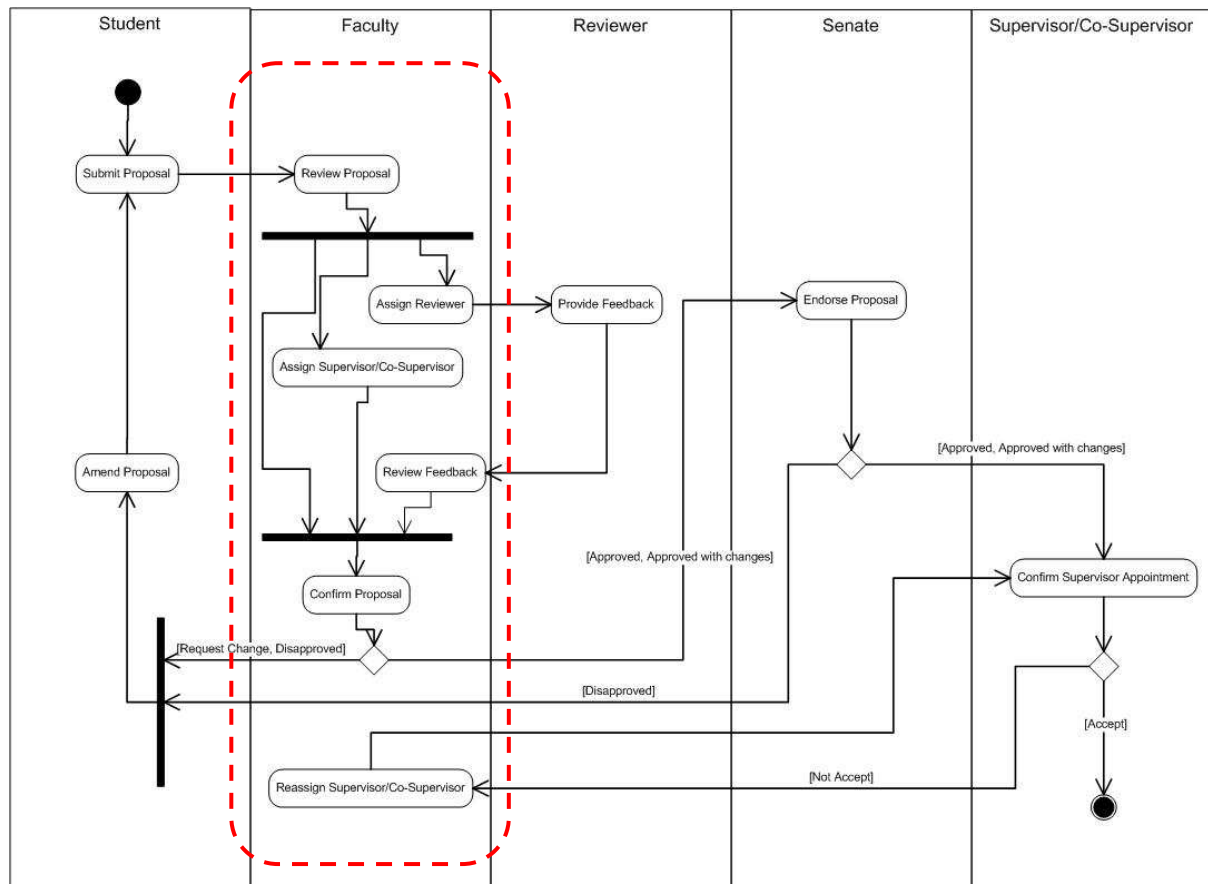 Student
Faculty
Reviewer
Senate
Supervisor/Co-Supervisor
Submit Proposal
Review Proposal
Assign Reviewer
Provide Feedback
Endorse Proposal
Assign Supervisor/Co-Supervisor
[Approved, Approved with changes]
Amend Proposal
Review Feedback
[Approved, Approved with changes]
Confirm Supervisor Appointment
Confirm Proposal
[Request Change, Disapproved]
[Disapproved]
[Accept]
[Not Accept]
Reassign Supervisor/Co-Supervisor